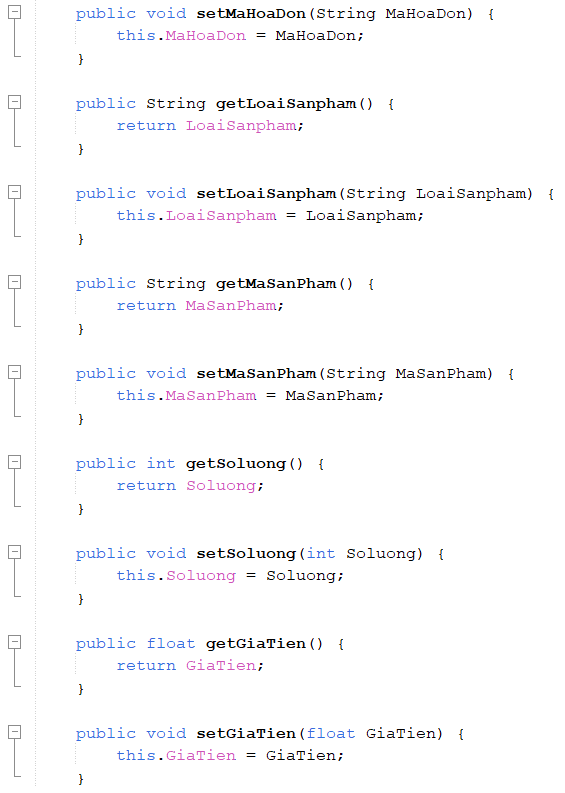 public void setMaHoaDon(String MaHoaDon) {
this.MaHoaDon = MaHoaDon;
}
public String getLoaiSanpham() {
return LoaiSanpham;
}
public void setLoaiSanpham(String LoaiSanpham) {
this.LoaiSanpham = LoaiSanpham;
}
public String getMaSanPham() {
return MaSanPham;
}
public void setMaSanPham(String MaSanPham) {
this.MaSanPham = MaSanPham;
}
public int getSoluong() {
return Soluong;
}
public void setSoluong(int Soluong) {
this.Soluong = Soluong;
}
public float getGiaTien() {
return GiaTien;
}
public void setGiaTien(float GiaTien) {
this.GiaTien = GiaTien;
}